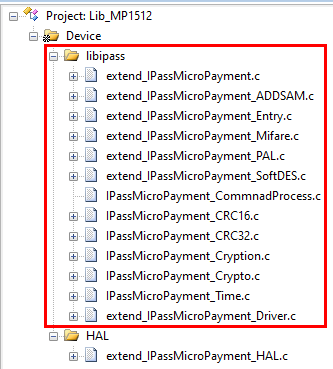 Project: Lib_MP1512
Device
libipass
extend_IPassMicroPayment.c
extend_IPassMicroPayment_ADDSAM.c
extend_IPassMicroPayment_Entry.c
extend_IPassMicroPayment_Mifare.c
extend_IPassMicroPayment_PAL.c
extend_IPassMicroPayment_SoftDES.c
IPassMicroPayment_CommnadProcess.c
IPassMicroPayment_CRC16.c
IPassMicroPayment_CRC32.c
IPassMicroPayment_Cryption.c
IPassMicroPayment_Crypto.c
IPassMicroPayment_Time.c
extend_IPassMicroPayment_Driver.c
HAL
extend_IPassMicroPayment_HAL.c